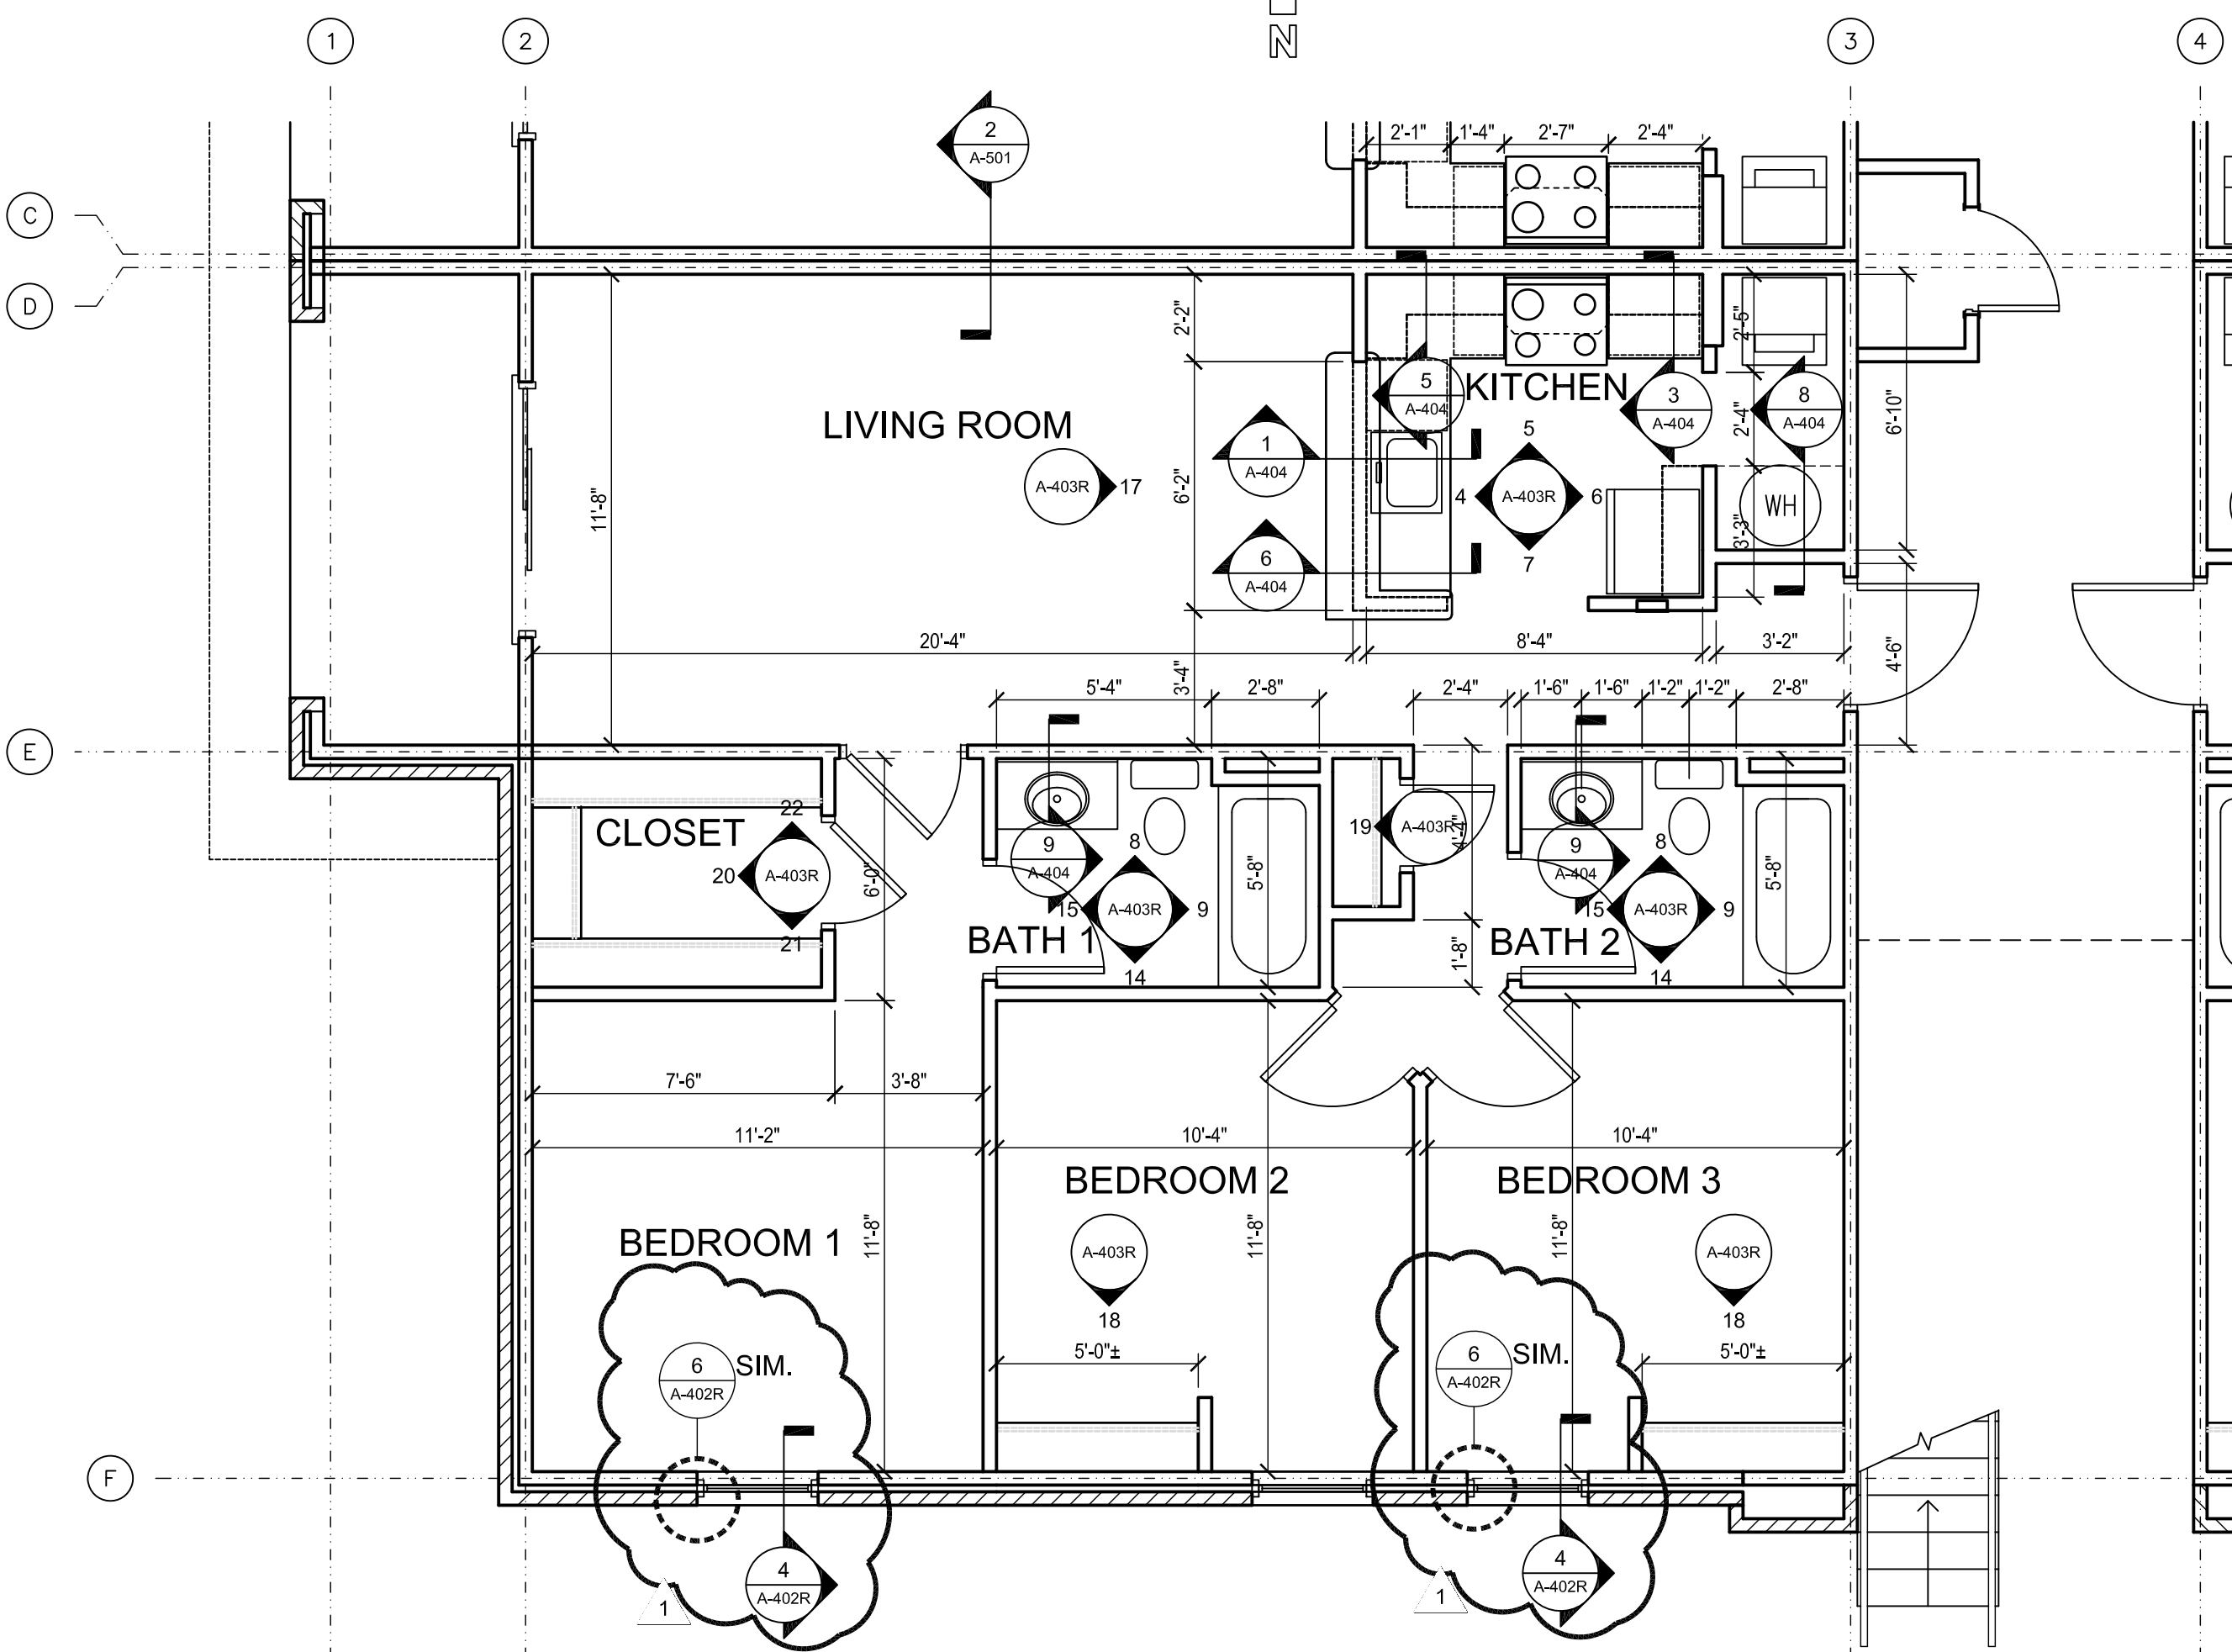 N
1 2 3 4
2
A-501
2'-1" 1'-4" 2'-7" 2'-4"
C
D
2'-2"
2'-5"
5
A-404
KITCHEN
3
A-404
8
A-404
2'-4"
6'-10"
LIVING ROOM
1
A-404
A-403R 17
5
4 A-403R 6
7
6'-2"
11'-8"
WH
3'-3"
6
A-404
20'-4"
8'-4"
3'-2"
4'-6"
3'-4"
5'-4" 2'-8" 2'-4" 1'-6" 1'-6" 1'-2" 1'-2" 2'-8"
E
CLOSET
22
20 A-403R
21
6'-0"
9
A-404
8
15 A-403R 9
14
BATH 1
5'-8"
19 A-403R
4'-4"
1'-8"
9
A-404
8
15 A-403R 9
14
BATH 2
5'-8"
7'-6" 3'-8"
11'-2" 10'-4" 10'-4"
BEDROOM 2
BEDROOM 3
BEDROOM 1
11'-8"
11'-8"
11'-8"
A-403R
18
A-403R
18
5'-0"±
5'-0"±
6
A-402R
SIM.
6
A-402R
SIM.
F
4
A-402R
1
4
A-402R
1